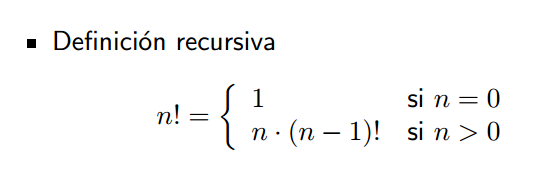 ▪ Definición recursiva
n! = { 1 si n = 0
n · (n − 1)! si n > 0